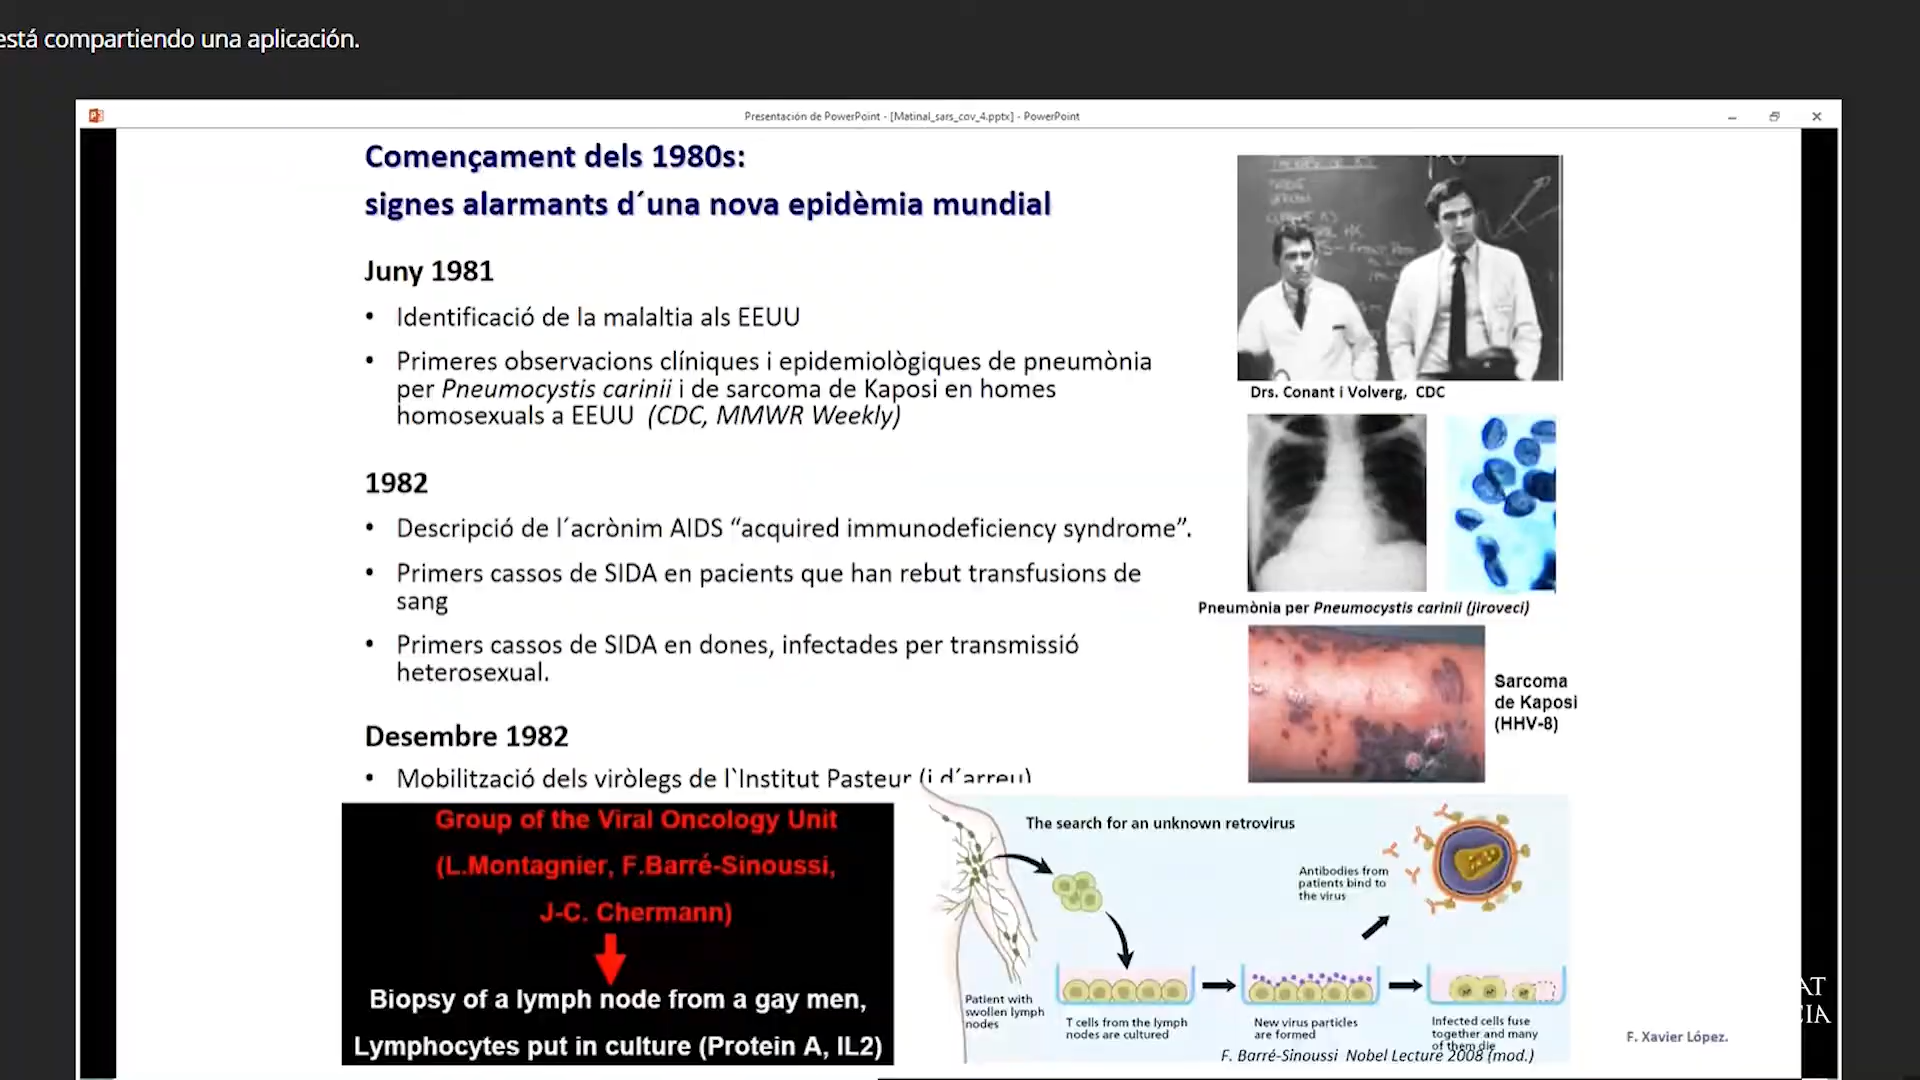 está compartiendo una aplicación.
Presentación de PowerPoint - [Matinal_sars_cov_4.pptx] - PowerPoint
Començament dels 1980s:
signes alarmants d´una nova epidèmia mundial
Juny 1981
• Identificació de la malaltia als EEUU
• Primeres observacions clíniques i epidemiològiques de pneumònia
per Pneumocystis carinii i de sarcoma de Kaposi en homes
homosexuals a EEUU (CDC, MMWR Weekly)
1982
• Descripció de l´acrònim AIDS “acquired immunodeficiency syndrome”.
• Primers cassos de SIDA en pacients que han rebut transfusions de
sang
• Primers cassos de SIDA en dones, infectades per transmissió
heterosexual.
Desembre 1982
• Mobilització dels viròlegs de l`Institut Pasteur (i d´arreu)
Drs. Conant i Volverg, CDC
Pneumònia per Pneumocystis carinii (jiroveci)
Sarcoma
de Kaposi
(HHV-8)
Group of the Viral Oncology Unit
(L.Montagnier, F.Barré-Sinoussi,
J-C. Chermann)
Biopsy of a lymph node from a gay men,
Lymphocytes put in culture (Protein A, IL2)
The search for an unknown retrovirus
Antibodies from
patients bind to
the virus
Patient with
swollen lymph
nodes
T cells from the lymph
nodes are cultured
New virus particles
are formed
Infected cells fuse
together and many
of them die
F. Barré-Sinoussi Nobel Lecture 2008 (mod.)
F. Xavier López.
AT
CIA